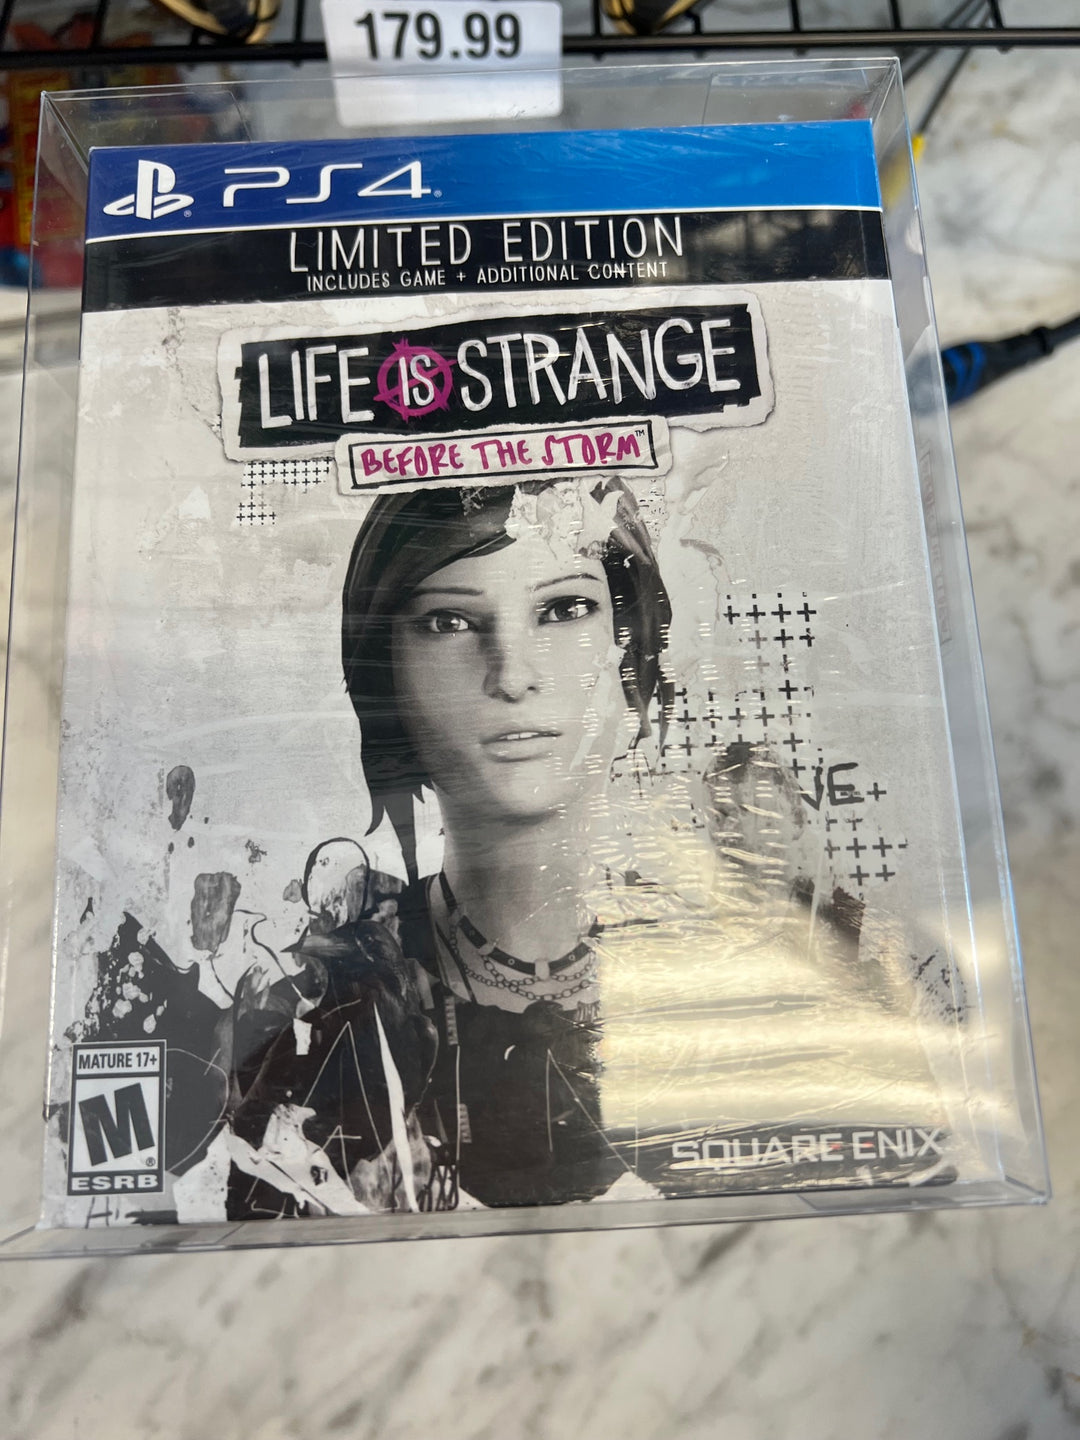 179.99
PS4
LIMITED EDITION
INCLUDES GAME + ADDITIONAL CONTENT
LIFE IS STRANGE
BEFORE THE STORM™
MATURE 17+
M
ESRB
SQUARE ENIX